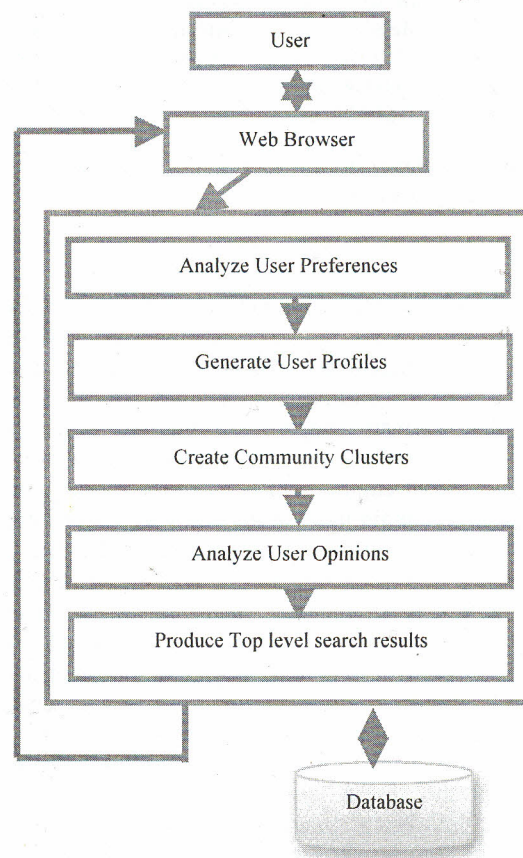 User
Web Browser
Analyze User Preferences
Generate User Profiles
Create Community Clusters
Analyze User Opinions
Produce Top level search results
Database